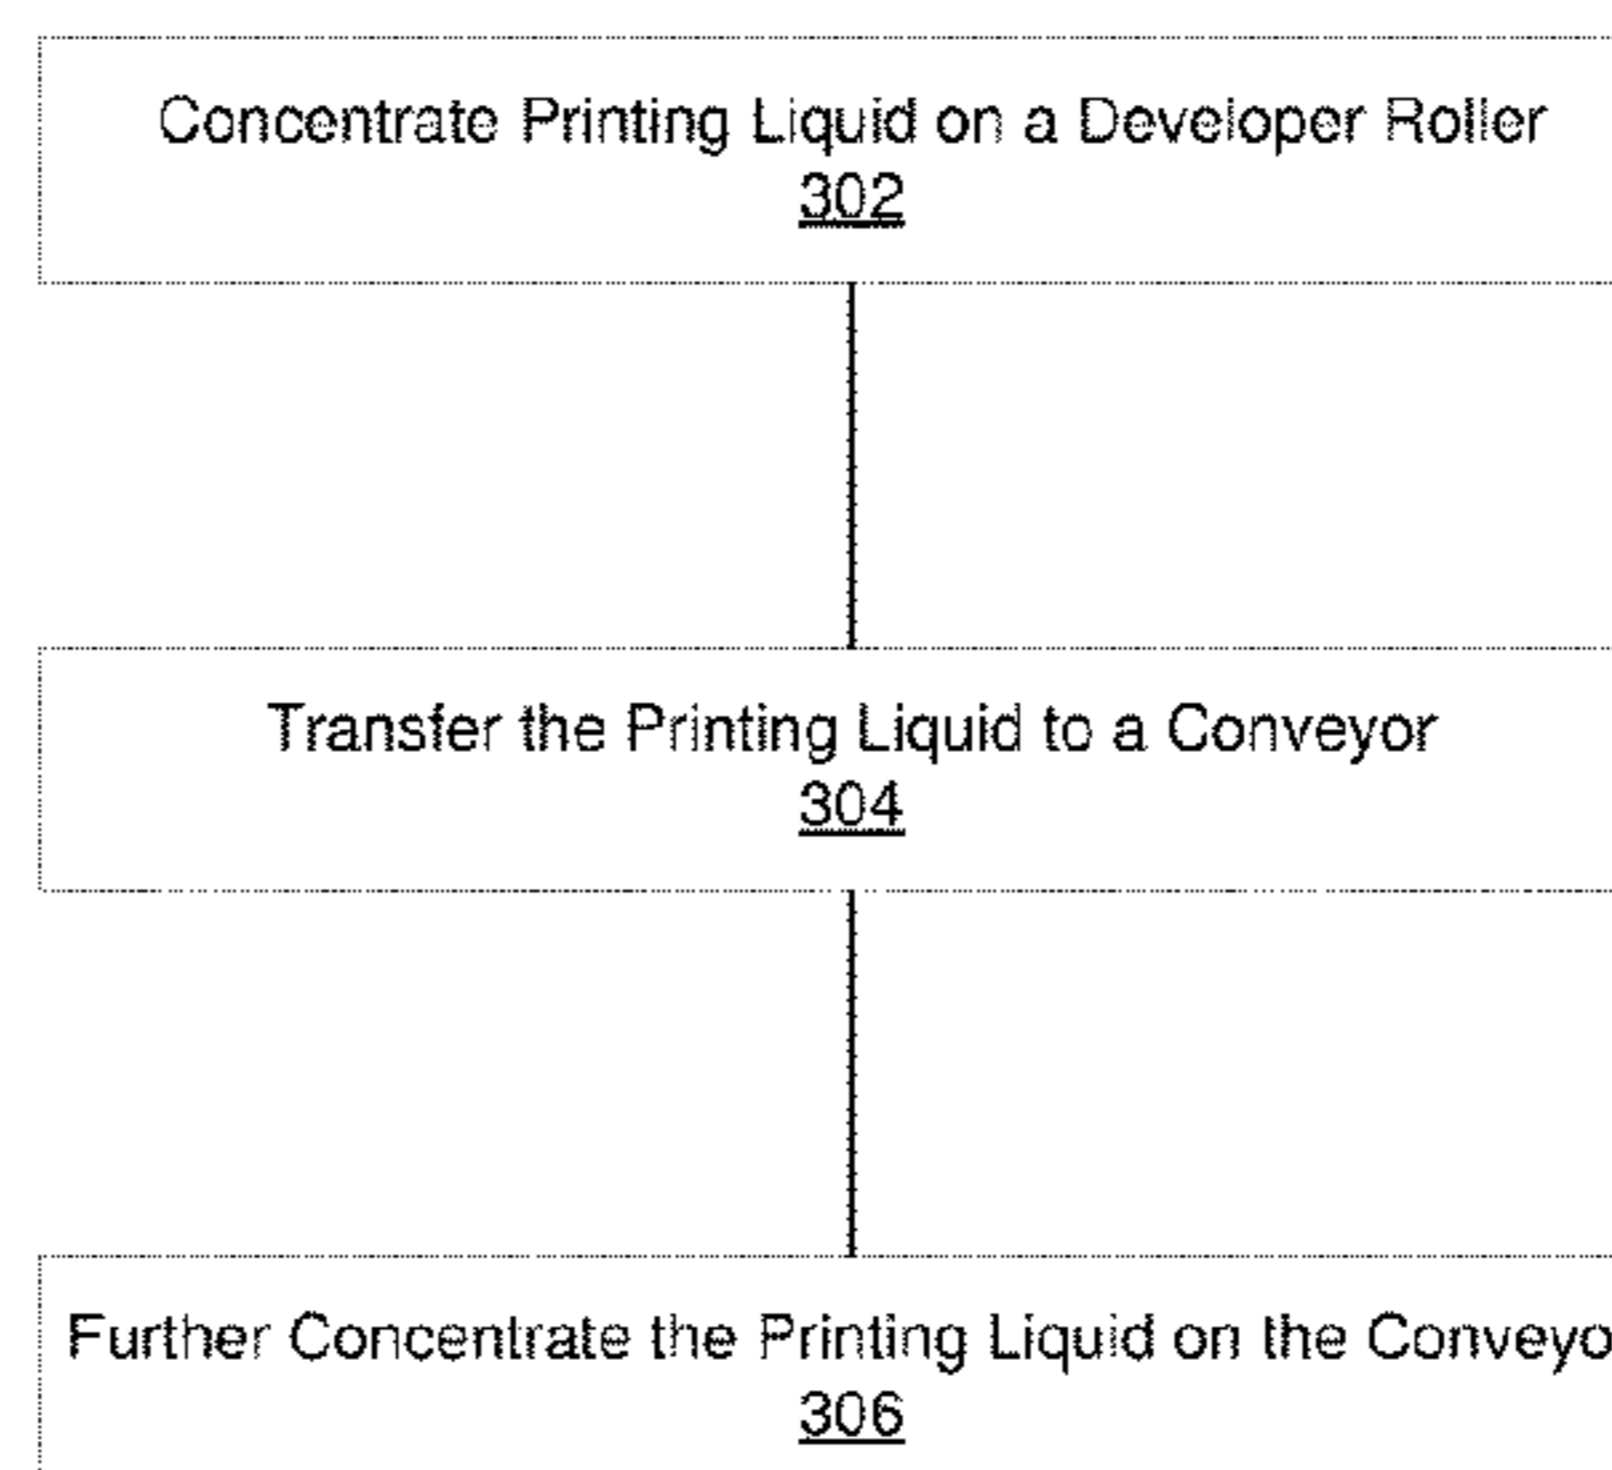 Concentrate Printing Liquid on a Developer Roller
302
Transfer the Printing Liquid to a Conveyor
304
Further Concentrate the Printing Liquid on the Conveyo
306